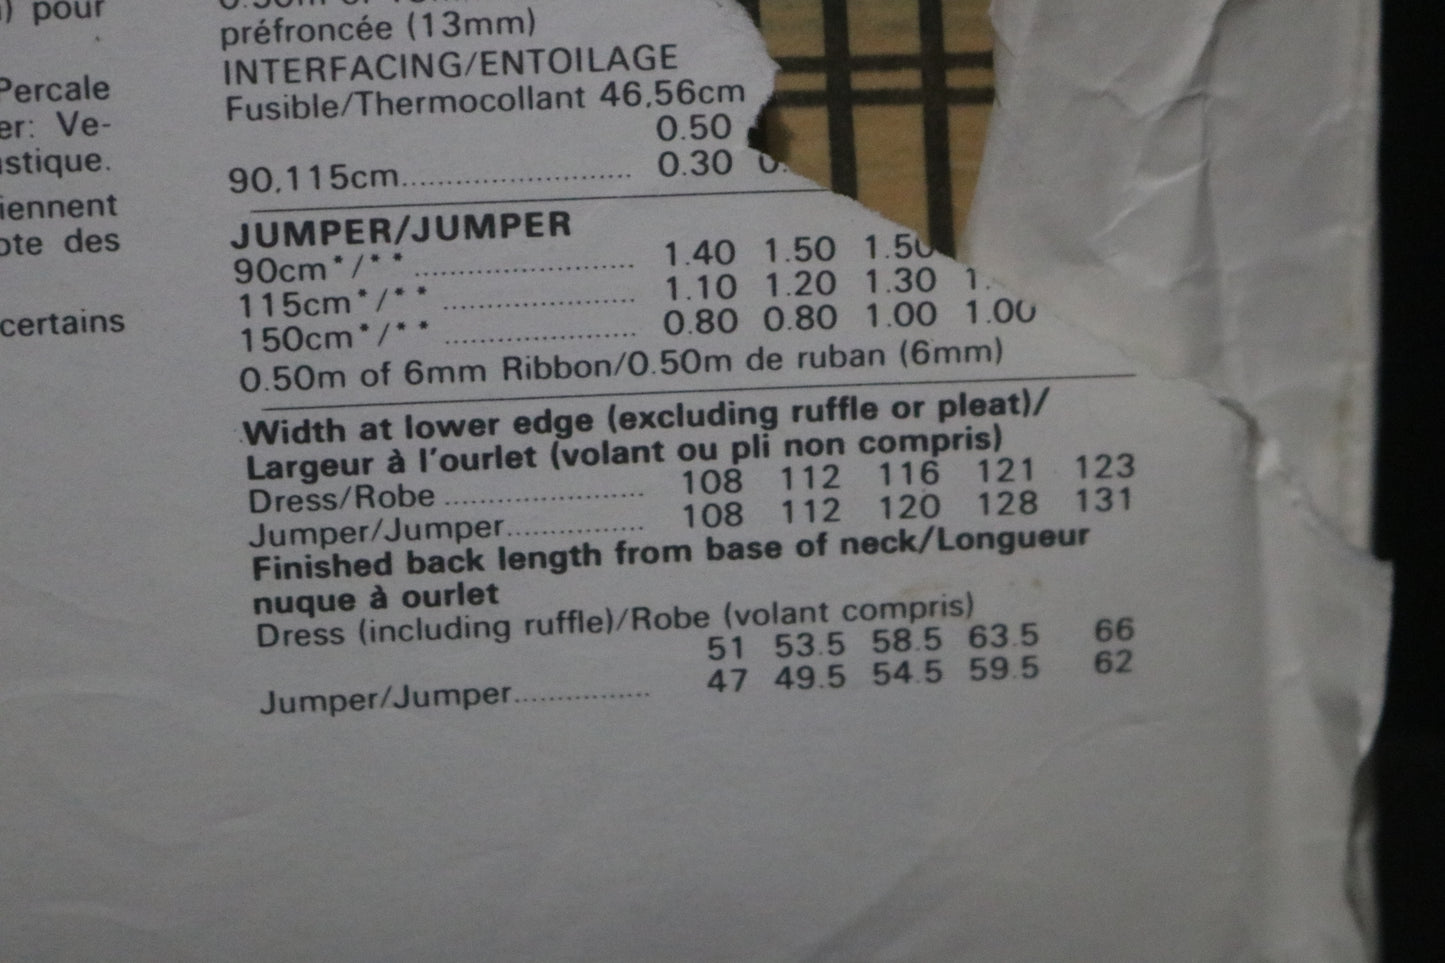 ) pour
Percale
er: Ve-
stique.
iennent
ote des
certains
préfroncée (13mm)
INTERFACING/ENTOILAGE
Fusible/Thermocollant 46,56cm
0.50
90,115cm.......................... 0.30 0.
JUMPER/JUMPER
90cm*/** .......................... 1.40 1.50 1.50
115cm*/** ....................... 1.10 1.20 1.30 1.
150cm*/** ....................... 0.80 0.80 1.00 1.00
0.50m of 6mm Ribbon/0.50m de ruban (6mm)
Width at lower edge (excluding ruffle or pleat)/
Largeur à l'ourlet (volant ou pli non compris)
Dress/Robe ....................... 108 112 116 121 123
Jumper/Jumper................ 108 112 120 128 131
Finished back length from base of neck/Longueur
nuque à ourlet
Dress (including ruffle)/Robe (volant compris)
51 53.5 58.5 63.5 66
Jumper/Jumper................ 47 49.5 54.5 59.5 62